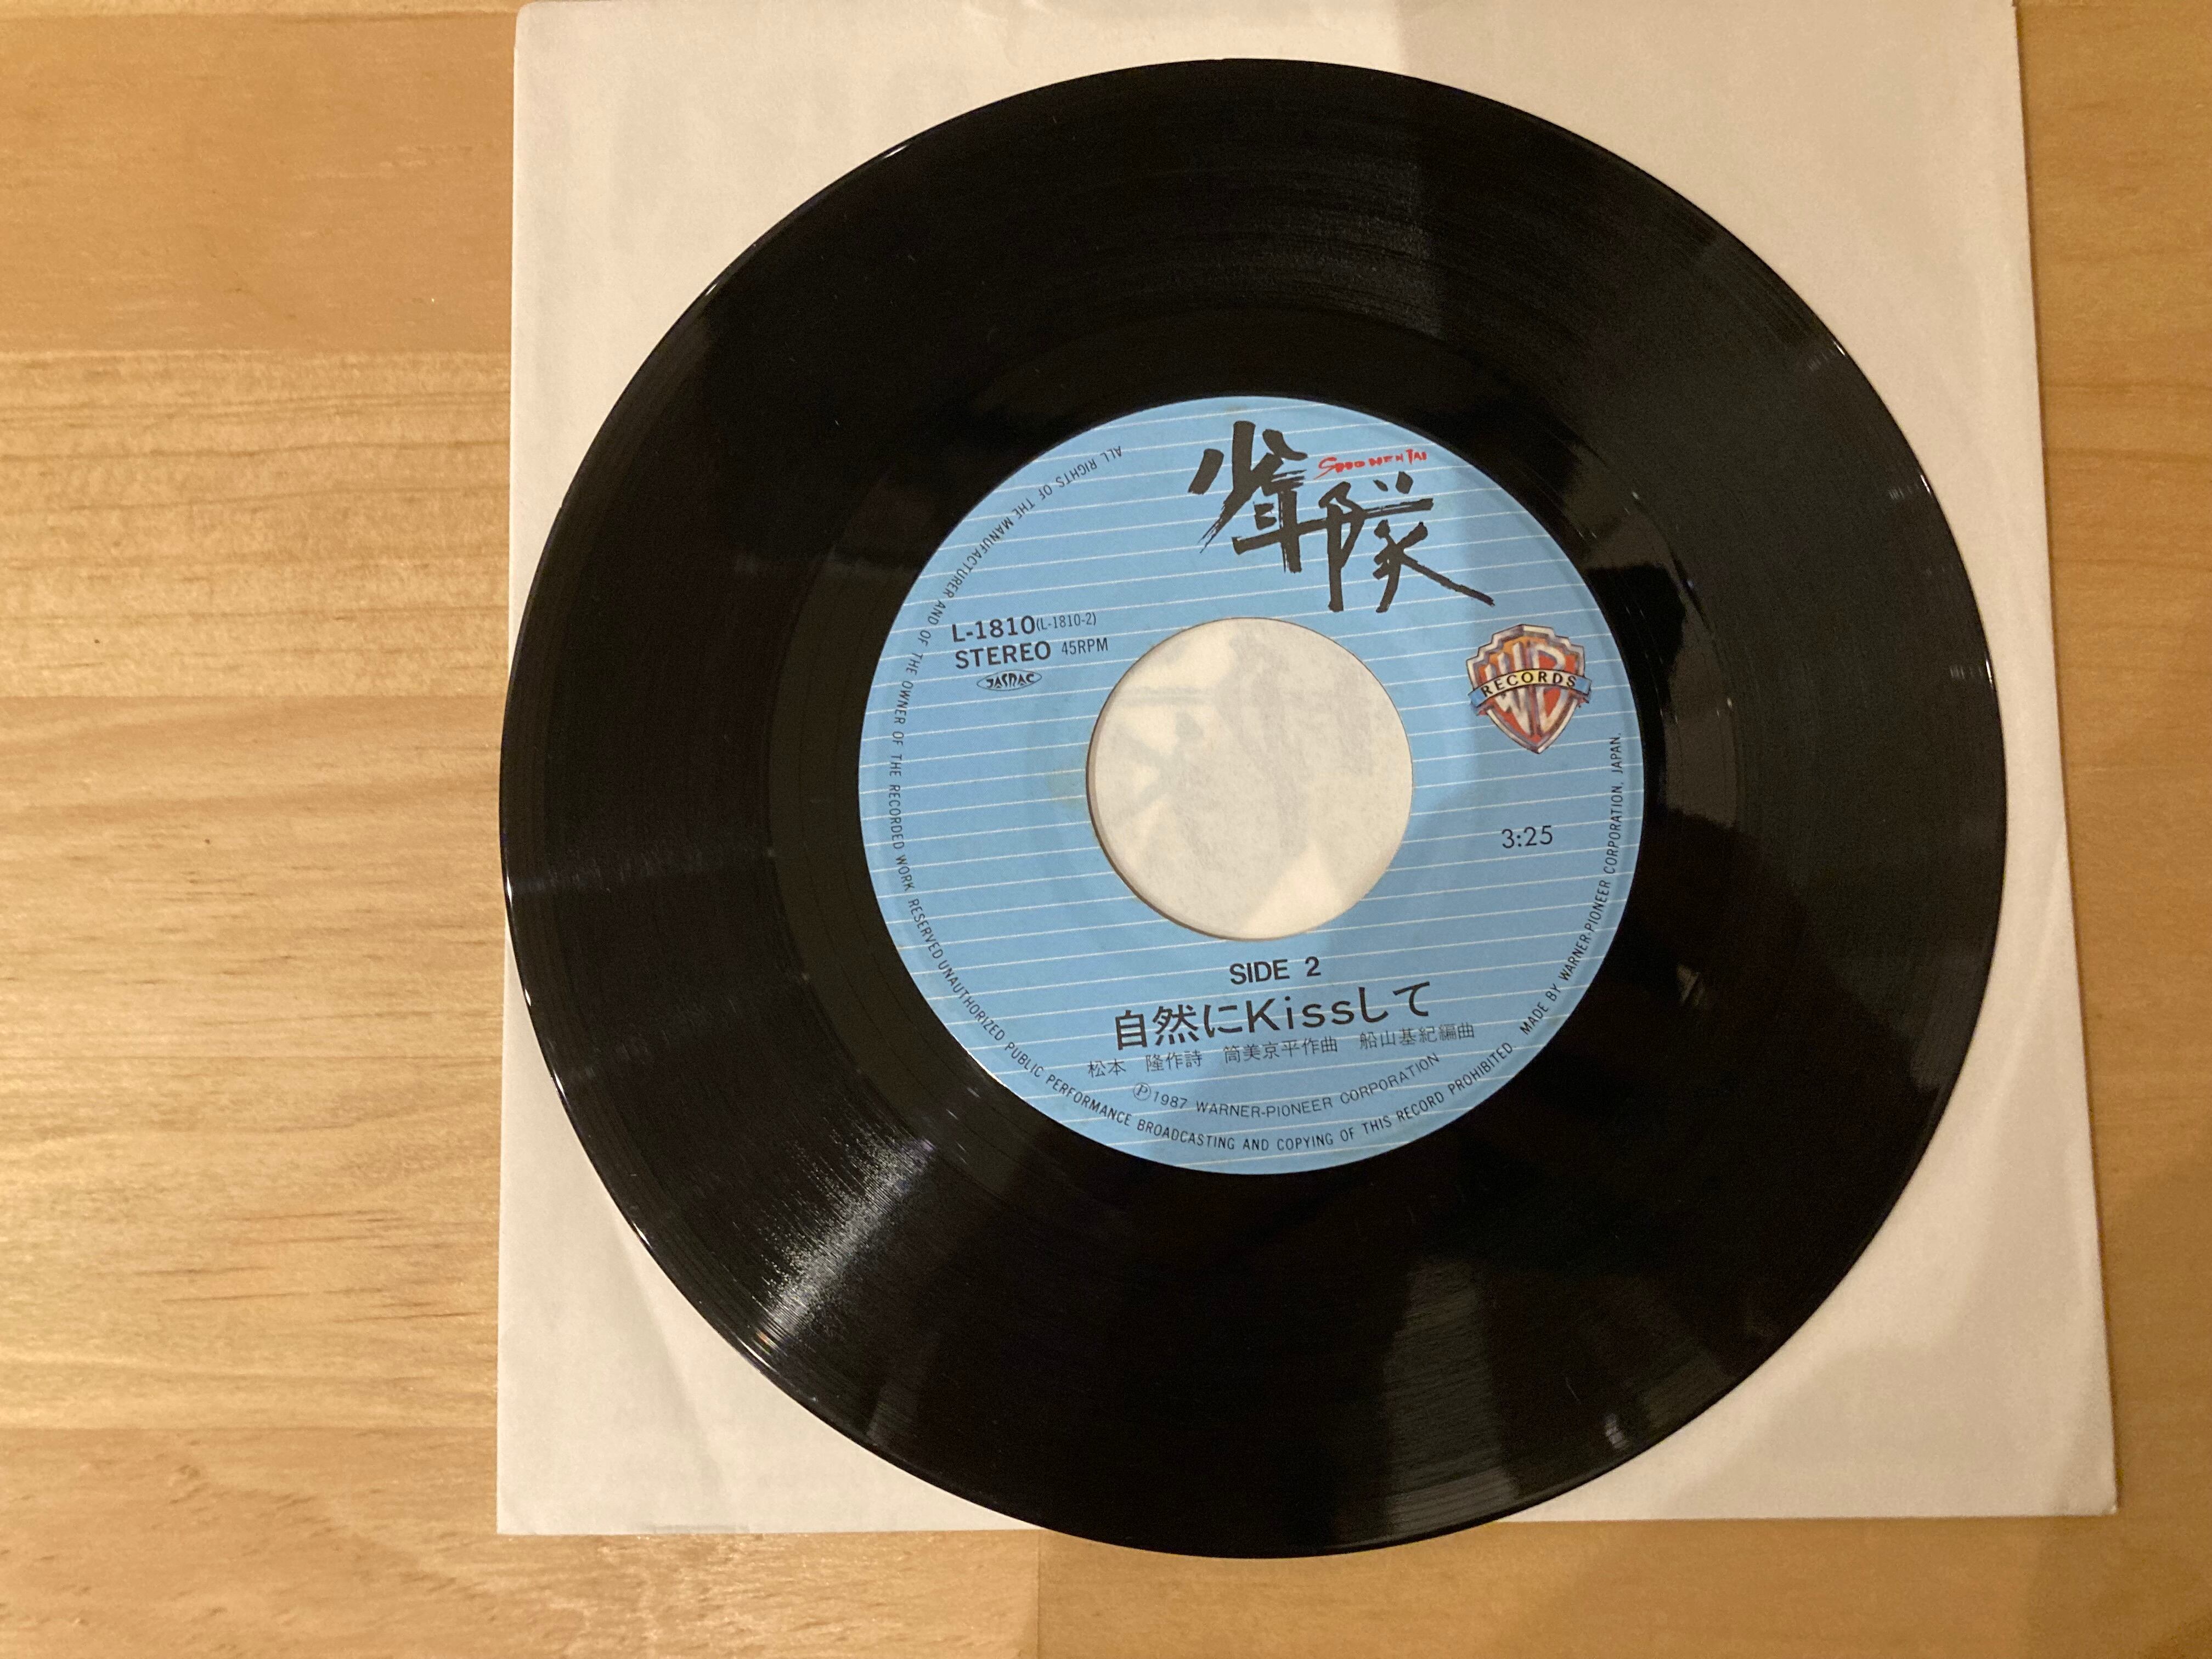 少年隊
SHONENTAI
L-1810(L-1810-2)
STEREO 45RPM
JASRAC
WB
RECORDS
3:25
SIDE 2
自然にKissして
松本 隆作詩 筒美京平作曲 船山基紀編曲
Ⓟ1987 WARNER-PIONEER CORPORATION
ALL RIGHTS OF THE MANUFACTURER AND OF THE OWNER OF THE RECORDED WORK RESERVED UNAUTHORIZED PUBLIC PERFORMANCE BROADCASTING AND COPYING OF THIS RECORD PROHIBITED. MADE BY WARNER-PIONEER CORPORATION, JAPAN.